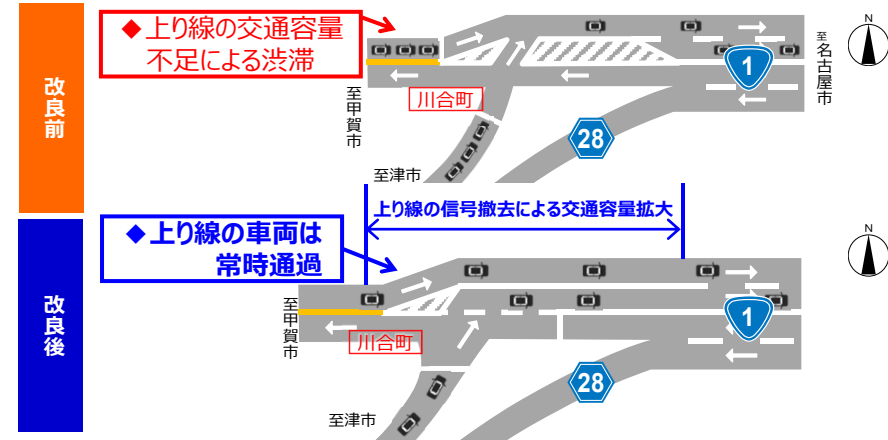 改良前
◆上り線の交通容量
不足による渋滞
1
至名古屋市
N
川合町
至甲賀市
28
至津市
改良後
上り線の信号撤去による交通容量拡大
◆上り線の車両は
常時通過
N
至甲賀市
川合町
1
28
至津市